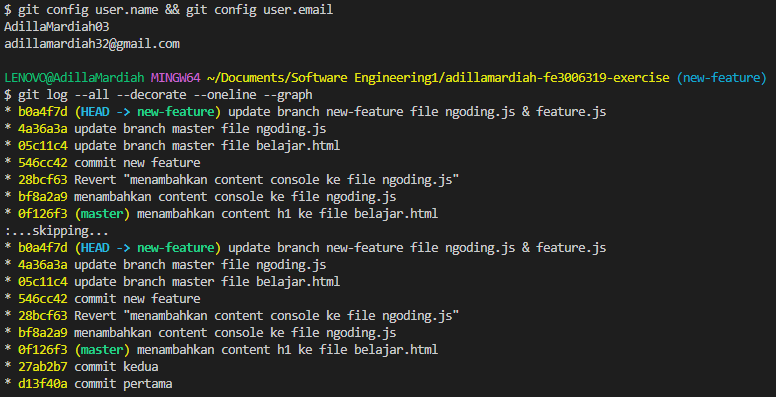 $ git config user.name && git config user.email
AdillaMardiah03
adillamardiah32@gmail.com
LENOVO@AdillaMardiah MINGW64 ~/Documents/Software Engineering1/adillamardiah-fe3006319-exercise (new-feature)
$ git log --all --decorate --oneline --graph
* b0a4f7d (HEAD -> new-feature) update branch new-feature file ngoding.js & feature.js
* 4a36a3a update branch master file ngoding.js
* 05c11c4 update branch master file belajar.html
* 546cc42 commit new feature
* 28bcf63 Revert "menambahkan content console ke file ngoding.js"
* bf8a2a9 menambahkan content console ke file ngoding.js
* 0f126f3 (master) menambahkan content h1 ke file belajar.html
:...skipping...
* b0a4f7d (HEAD -> new-feature) update branch new-feature file ngoding.js & feature.js
* 4a36a3a update branch master file ngoding.js
* 05c11c4 update branch master file belajar.html
* 546cc42 commit new feature
* 28bcf63 Revert "menambahkan content console ke file ngoding.js"
* bf8a2a9 menambahkan content console ke file ngoding.js
* 0f126f3 (master) menambahkan content h1 ke file belajar.html
* 27ab2b7 commit kedua
* d13f40a commit pertama